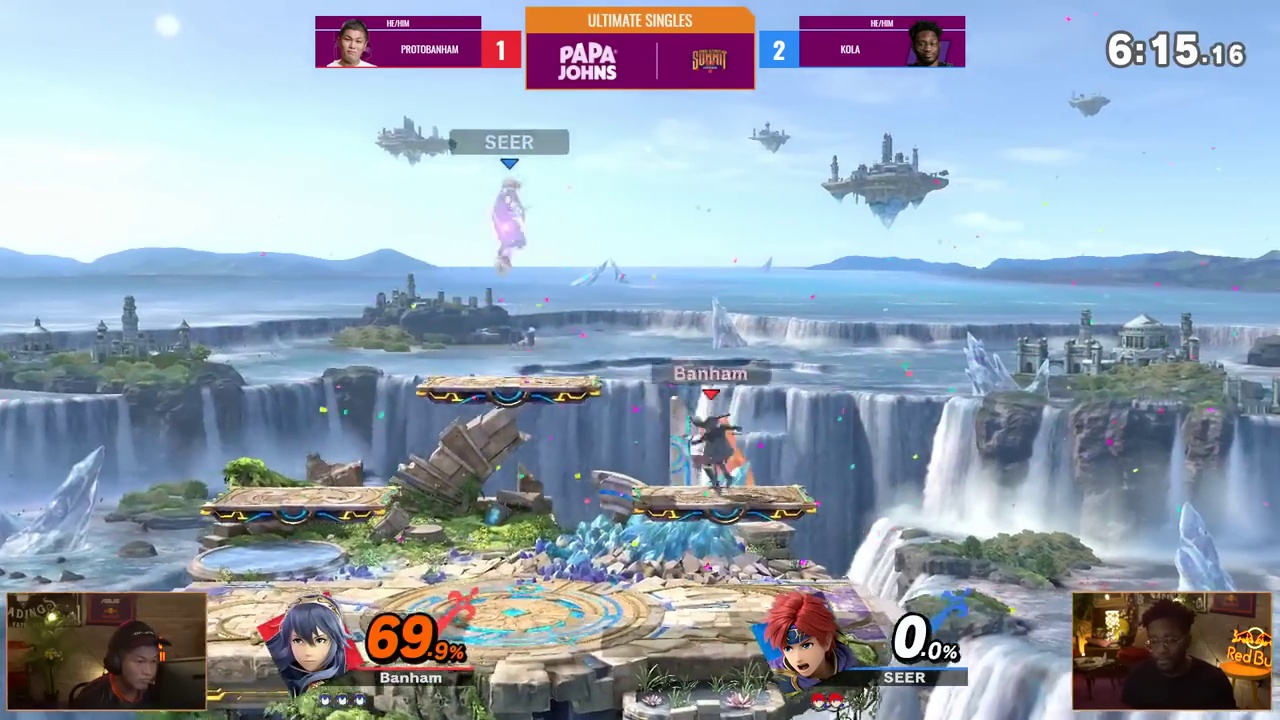 HE/HIM
PROTOBANHAM
1
ULTIMATE SINGLES
PAPA JOHNS
SUMMIT
2
HE/HIM
KOLA
6:15.16
SEER
Banham
69.9%
Banham
0.0%
SEER
Red Bu